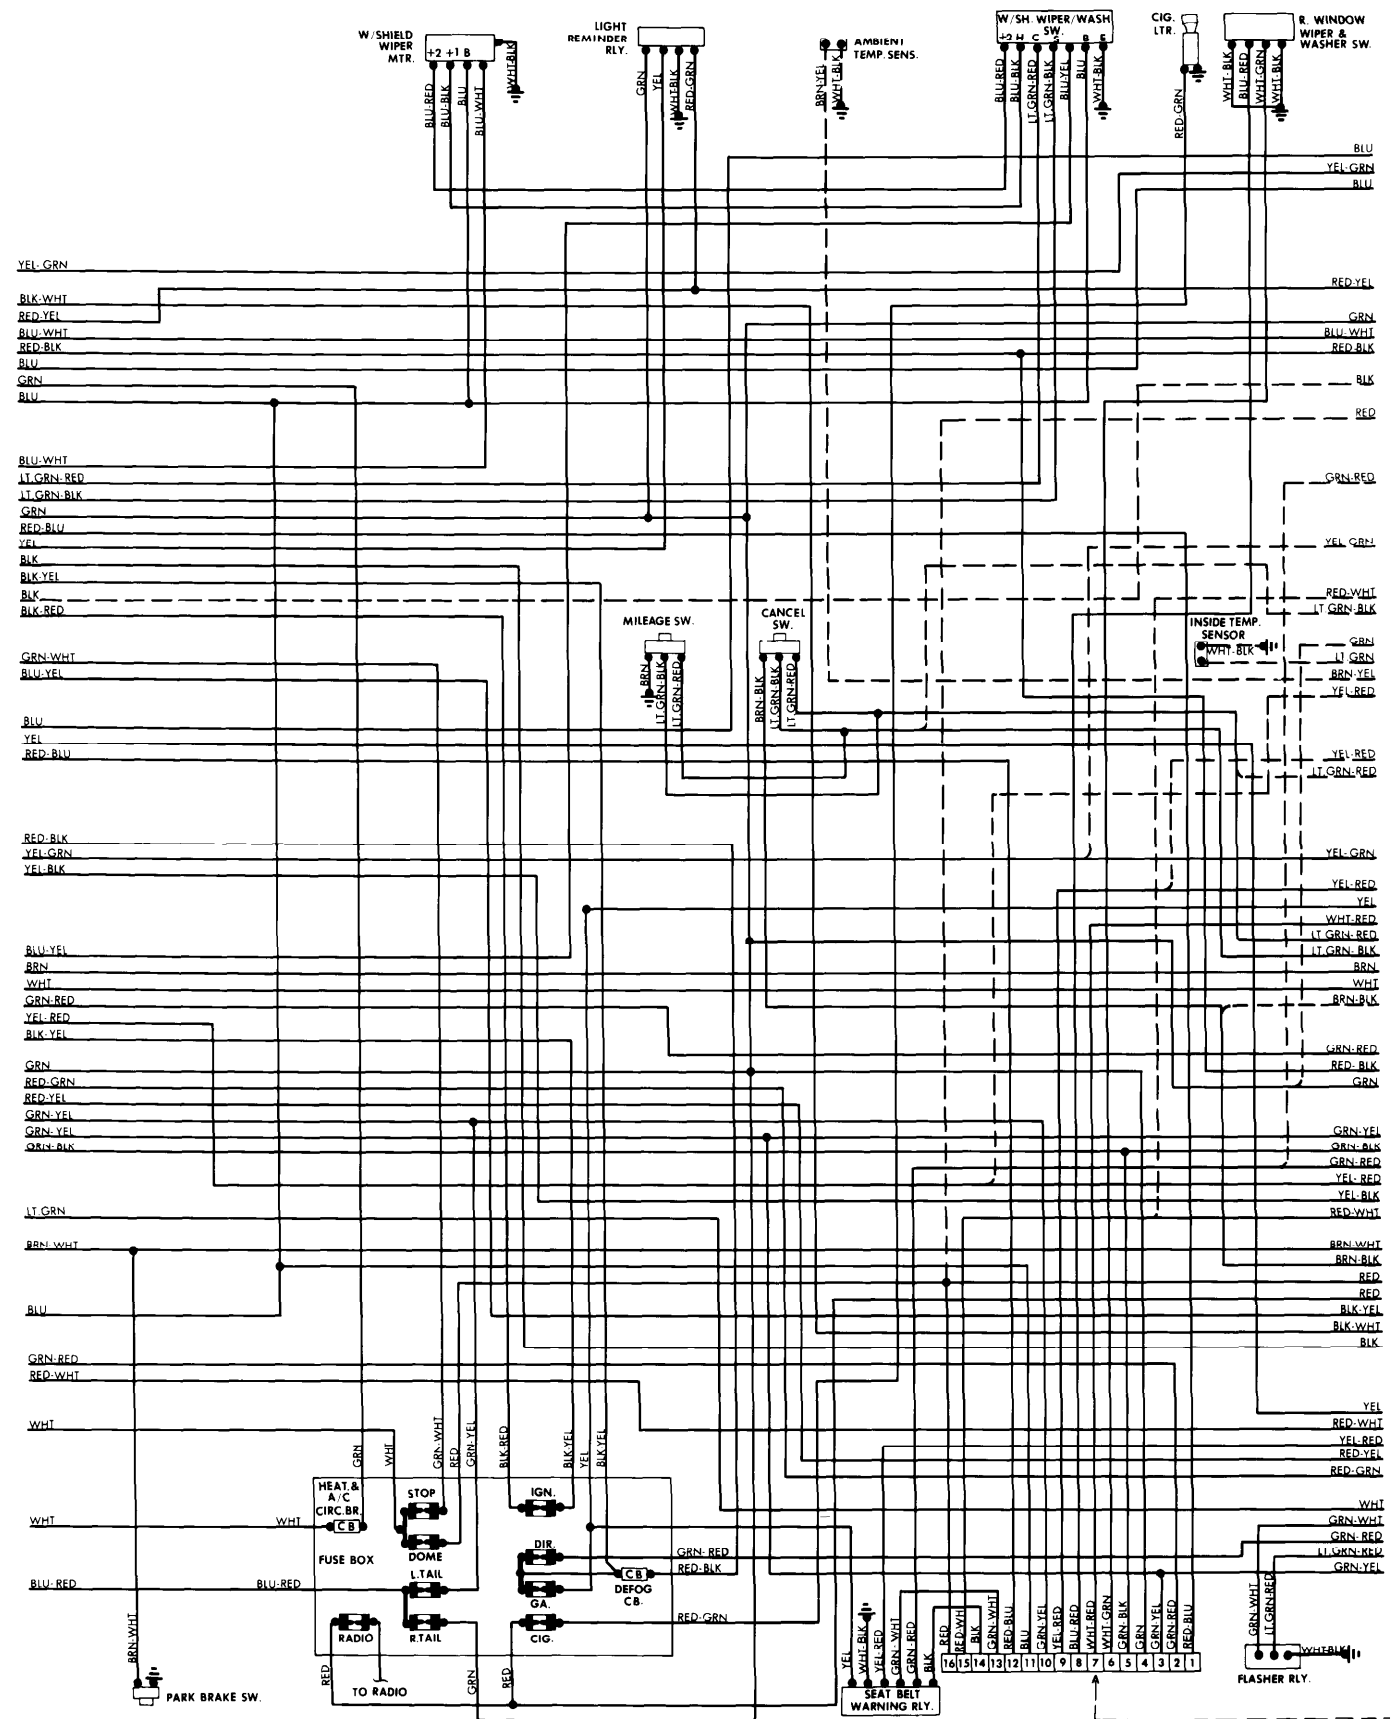 W/SHIELD
WIPER
MTR.
+2 +1 B
BLU-RED
BLU-BLK
BLU
BLU-WHT
WHT-BLK
LIGHT
REMINDER
RLY.
GRN
YEL
WHT-BLK
RED-GRN
AMBIENT
TEMP. SENS.
BRN-YEL
WHT-BLK
W/SH. WIPER/WASH
SW.
+2 H C S B E
BLU-RED
BLU-BLK
LT.GRN-RED
LT.GRN-BLK
BLU-YEL
BLU
WHT-BLK
CIG.
LTR.
RED-GRN
R. WINDOW
WIPER &
WASHER SW.
WHT-BLK
BLU-RED
WHT-GRN
WHT-BLK
BLU
YEL-GRN
BLU
YEL-GRN
BLK-WHT
RED-YEL
BLU-WHT
RED-BLK
BLU
GRN
BLU
RED-YEL
GRN
BLU-WHT
RED-BLK
BLK
RED
BLU-WHT
LT.GRN-RED
LT.GRN-BLK
GRN
RED-BLU
YEL
BLK
BLK-YEL
BLK
BLK-RED
GRN-RED
YEL GRN
RED-WHT
LT GRN-BLK
MILEAGE SW.
BRN
LT GRN-BLK
LT GRN-RED
CANCEL
SW.
BRN-BLK
LT GRN-BLK
LT GRN-RED
INSIDE TEMP.
SENSOR
WHT-BLK
GRN
LT GRN
BRN-YEL
YEL-RED
GRN-WHT
BLU-YEL
BLU
YEL
RED-BLU
YEL-RED
LT GRN-RED
RED-BLK
YEL-GRN
YEL-BLK
YEL-GRN
YEL-RED
YEL
WHT-RED
LT GRN-RED
LT GRN-BLK
BRN
WHT
BRN-BLK
BLU-YEL
BRN
WHT
GRN-RED
YEL-RED
BLK-YEL
GRN
RED-GRN
RED-YEL
GRN-YEL
GRN-YEL
GRN-BLK
GRN-RED
RED-BLK
GRN
GRN-YEL
GRN-BLK
GRN-RED
YEL-RED
YEL-BLK
RED-WHT
LT.GRN
BRN-WHT
BLU
GRN-RED
RED-WHT
WHT
BRN-WHT
BRN-BLK
RED
RED
BLK-YEL
BLK-WHT
BLK
YEL
RED-WHT
YEL-RED
RED-YEL
RED-GRN
WHT
GRN-WHT
GRN-RED
LT.GRN-RED
GRN-YEL
GRN
WHT
GRN-WHT
RED
GRN-YEL
BLK-RED
BLK-YEL
YEL
BLK-YEL
HEAT.&
A/C
CIRC.BR.
CB
FUSE BOX
STOP
DOME
L.TAIL
R.TAIL
RADIO
IGN.
DIR.
GA.
CIG.
CB
DEFOG
CB.
WHT
WHT
BLU-RED
BLU-RED
GRN-RED
RED-BLK
RED-GRN
BRN-WHT
PARK BRAKE SW.
RED
TO RADIO
GRN
RED
YEL
WHT-BLK
YEL-RED
GRN-WHT
GRN-RED
BLK
SEAT BELT
WARNING RLY.
RED
RED-WHT
BLK
GRN-WHT
RED-BLU
BLU
GRN-YEL
YEL-RED
BLU-RED
WHT-RED
WHT GRN
GRN-BLK
GRN
GRN-YEL
GRN-RED
RED-BLU
16 15 14 13 12 11 10 9 8 7 6 5 4 3 2 1
GRN-WHT
LT.GRN-RED
WHT-BLK
FLASHER RLY.